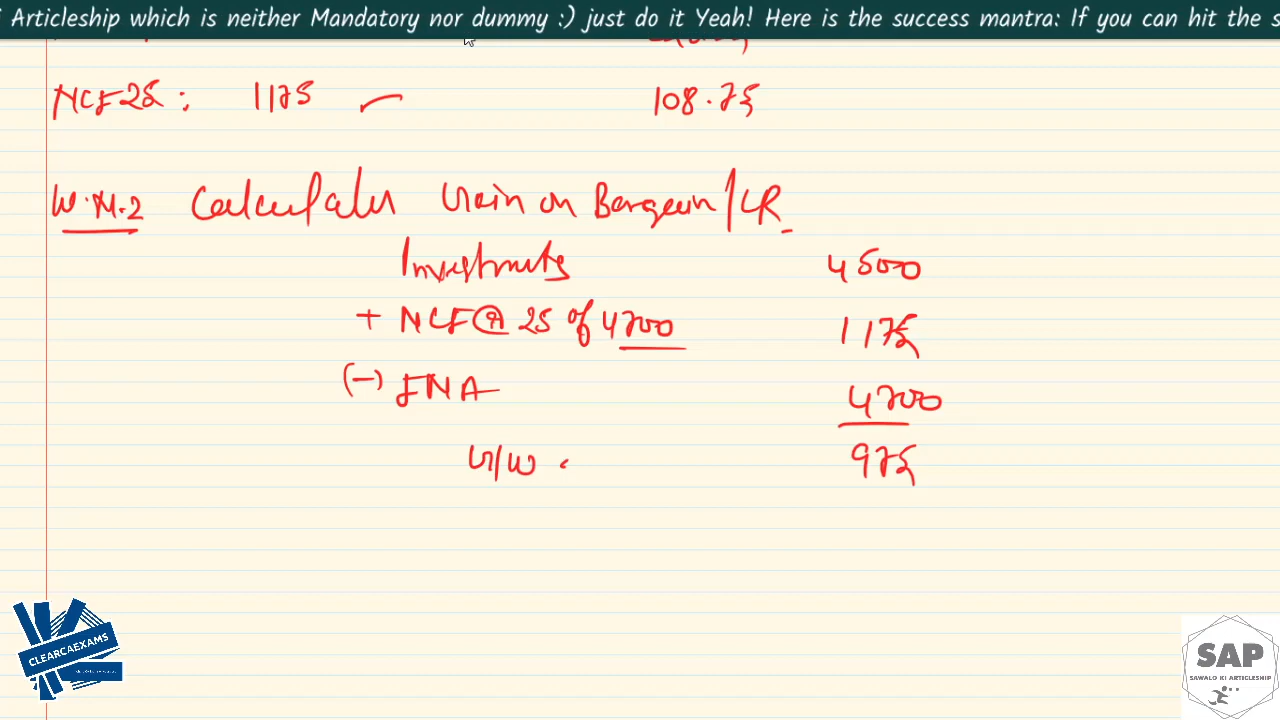 Articleship which is neither Mandatory nor dummy :) just do it Yeah! Here is the success mantra: If you can hit the s
NCF 25 : 1175 108.75
W.N.2 Calculate Gain on Bargain/CR
Investments 4500
+ NCF @ 25 of 4700 1175
(-) FNA 4700
G/W 975
CLEARCAEXAMS
SAP
SAWALO KI ARTICLESHIP